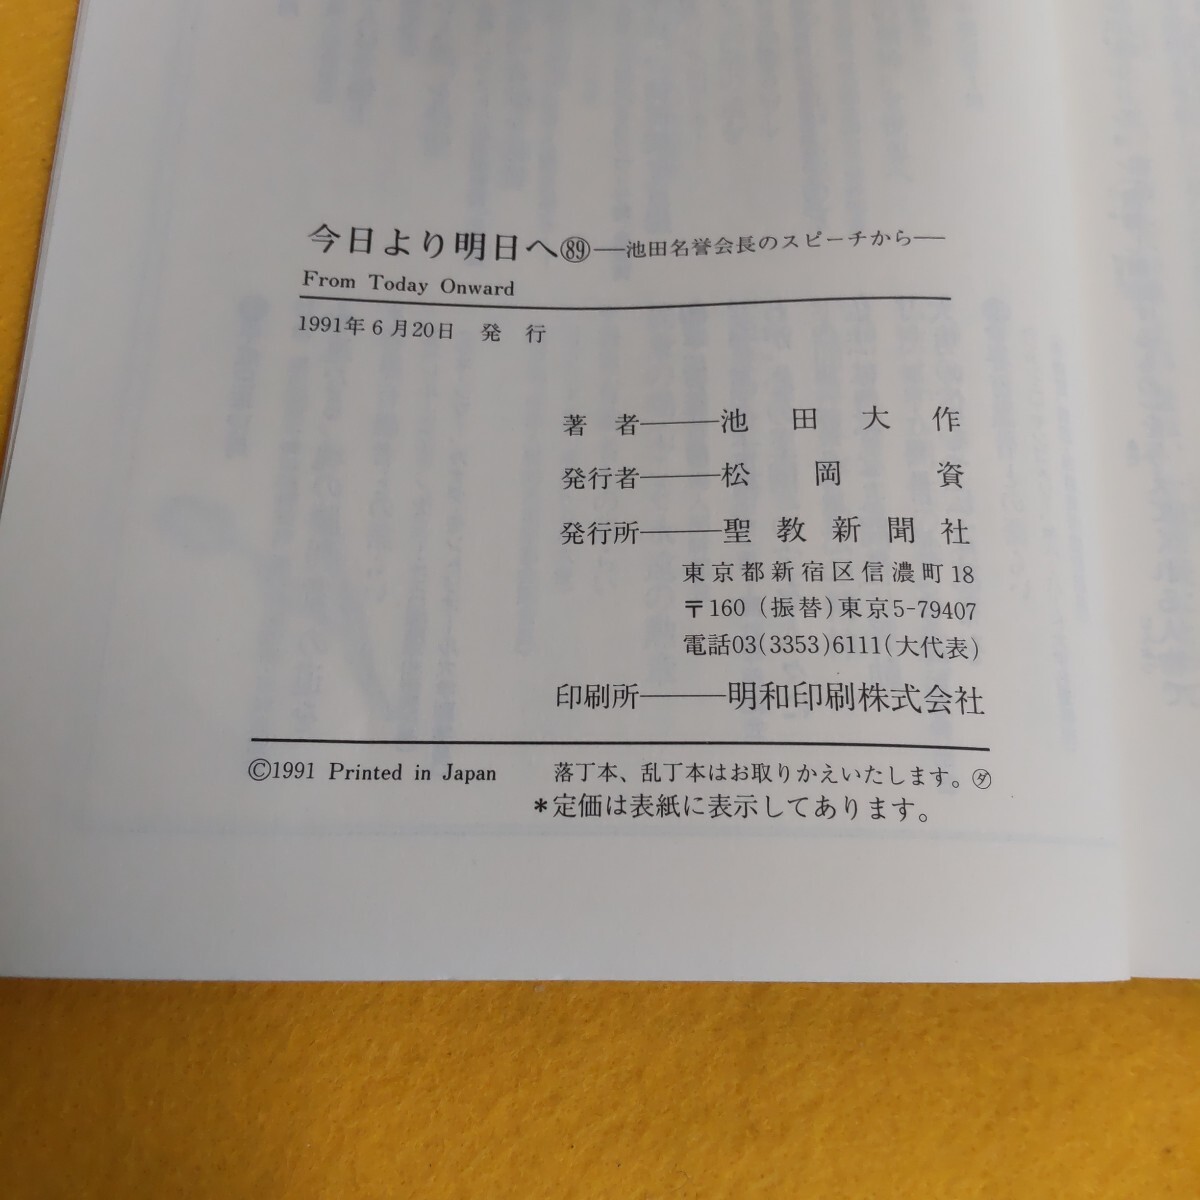 今日より明日へ㊇—池田名誉会長のスピーチから—
From Today Onward
1991年6月20日 発 行
著 者———池 田 大 作
発行者———松 岡 資
発行所———聖教新聞社
東京都新宿区信濃町18
〒160 (振替)東京5-79407
電話03(3353)6111(大代表)
印刷所———明和印刷株式会社
©1991 Printed in Japan 落丁本、乱丁本はお取りかえいたします。㋟
*定価は表紙に表示してあります。